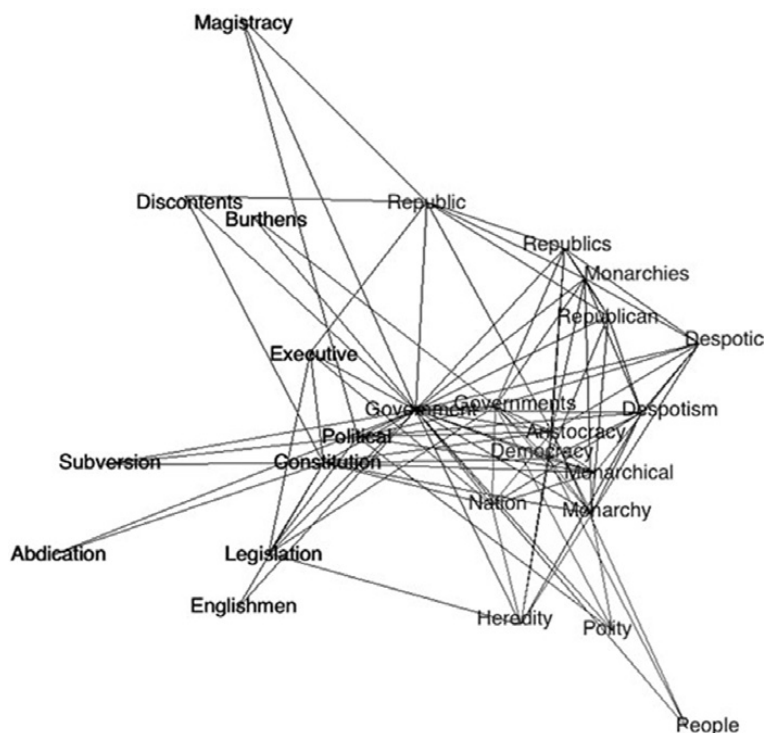 Magistracy
Discontents
Republic
Burthens
Republics
Monarchies
Republican
Despotic
Executive
Governments
Government
Despotism
Aristocracy
Political
Democracy
Subversion
Constitution
Monarchical
Nation
Monarchy
Abdication
Legislation
Englishmen
Heredity
Polity
People